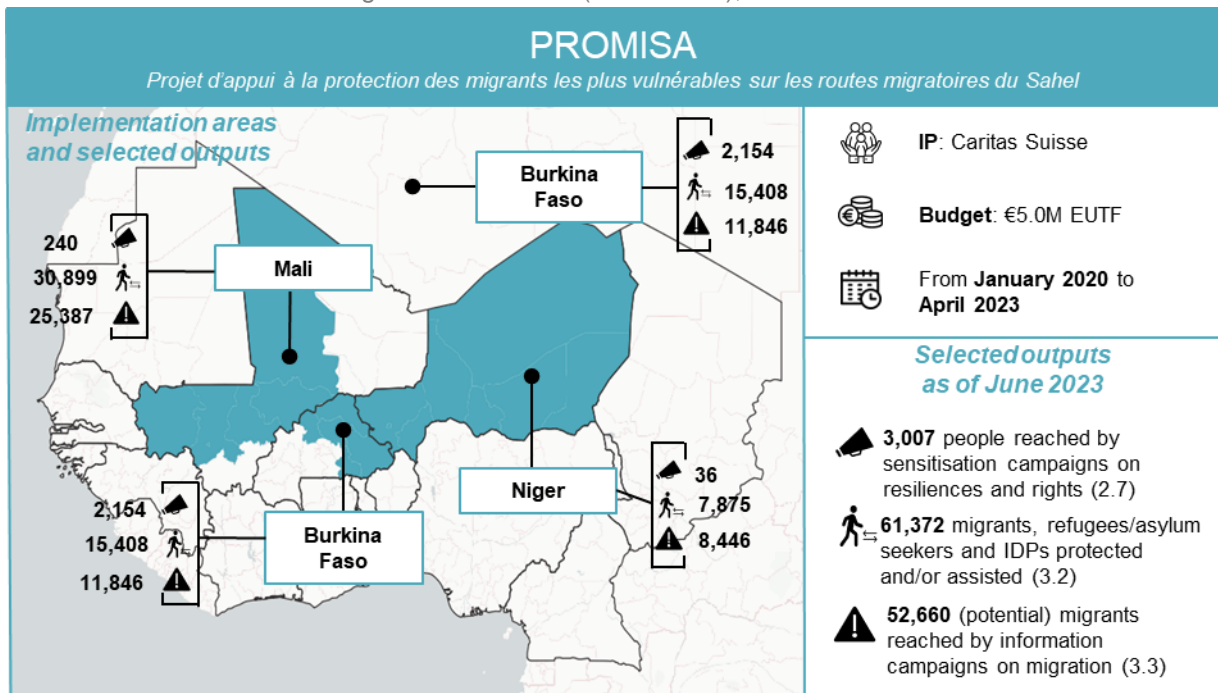 PROMISA
Projet d'appui à la protection des migrants les plus vulnérables sur les routes migratoires du Sahel
Implementation areas
and selected outputs
Burkina
Faso
2,154
15,408
11,846
240
30,899
25,387
Mali
2,154
15,408
11,846
Burkina
Faso
Niger
36
7,875
8,446
IP: Caritas Suisse
Budget: €5.0M EUTF
From January 2020 to
April 2023
Selected outputs
as of June 2023
3,007 people reached by
sensitisation campaigns on
resiliences and rights (2.7)
61,372 migrants, refugees/asylum
seekers and IDPs protected
and/or assisted (3.2)
52,660 (potential) migrants
reached by information
campaigns on migration (3.3)